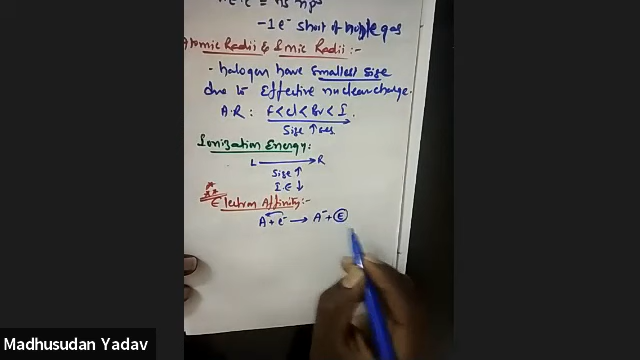 -1e⁻ short of noble gas
Atomic Radii & Ionic Radii :-
· halogen have smallest size
due to Effective nuclear charge.
A.R : F < Cl < Br < I.
Size ↑ses
Ionization Energy:
L → R
Size ↑
I.E ↓
Electron Affinity:-
A + e⁻ → A⁻ + E
Madhusudan Yadav